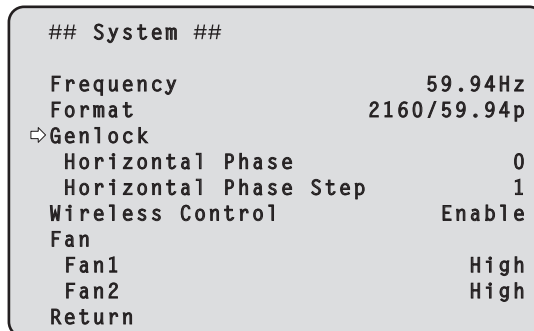 ## System ##
Frequency 59.94Hz
Format 2160/59.94p
⇨Genlock
Horizontal Phase 0
Horizontal Phase Step 1
Wireless Control Enable
Fan
Fan1 High
Fan2 High
Return